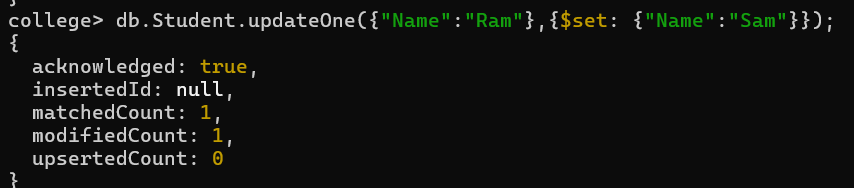 }
college> db.Student.updateOne({"Name":"Ram"},{$set: {"Name":"Sam"}});
{
  acknowledged: true,
  insertedId: null,
  matchedCount: 1,
  modifiedCount: 1,
  upsertedCount: 0
}